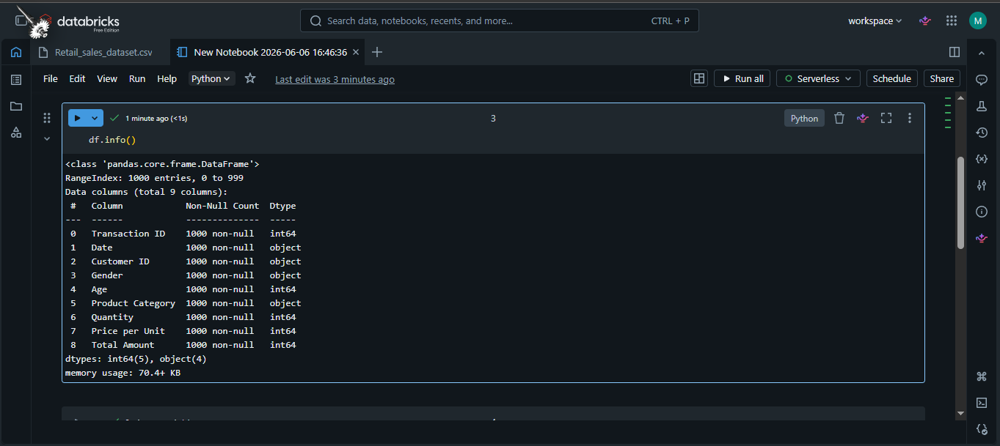 databricks
Free Edition
Search data, notebooks, recents, and more...
CTRL + P
workspace
M
Retail_sales_dataset.csv
New Notebook 2026-06-06 16:46:36
File Edit View Run Help Python
Last edit was 3 minutes ago
Run all
Serverless
Schedule
Share
1 minute ago (<1s)
3
Python
df.info()
<class 'pandas.core.frame.DataFrame'>
RangeIndex: 1000 entries, 0 to 999
Data columns (total 9 columns):
 #   Column            Non-Null Count  Dtype
---  ------            --------------  -----
 0   Transaction ID    1000 non-null   int64
 1   Date              1000 non-null   object
 2   Customer ID       1000 non-null   object
 3   Gender            1000 non-null   object
 4   Age               1000 non-null   int64
 5   Product Category  1000 non-null   object
 6   Quantity          1000 non-null   int64
 7   Price per Unit    1000 non-null   int64
 8   Total Amount      1000 non-null   int64
dtypes: int64(5), object(4)
memory usage: 70.4+ KB